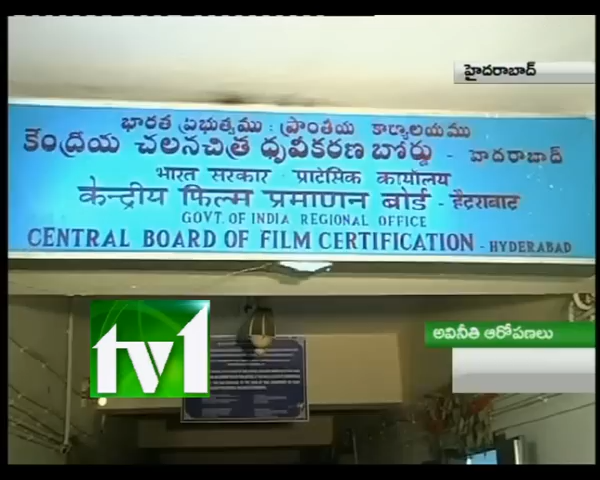 హైదరాబాద్
భారత ప్రభుత్వము : ప్రాంతీయ కార్యాలయము
కేంద్రీయ చలనచిత్ర ధృవీకరణ బోర్డు - హైదరాబాద్
भारत सरकार प्रादेशिक कार्यालय
केन्द्रीय फिल्म प्रमाणन बोर्ड - हैदराबाद
GOVT. OF INDIA REGIONAL OFFICE
CENTRAL BOARD OF FILM CERTIFICATION - HYDERABAD
tv1
అవినీతి ఆరోపణలు